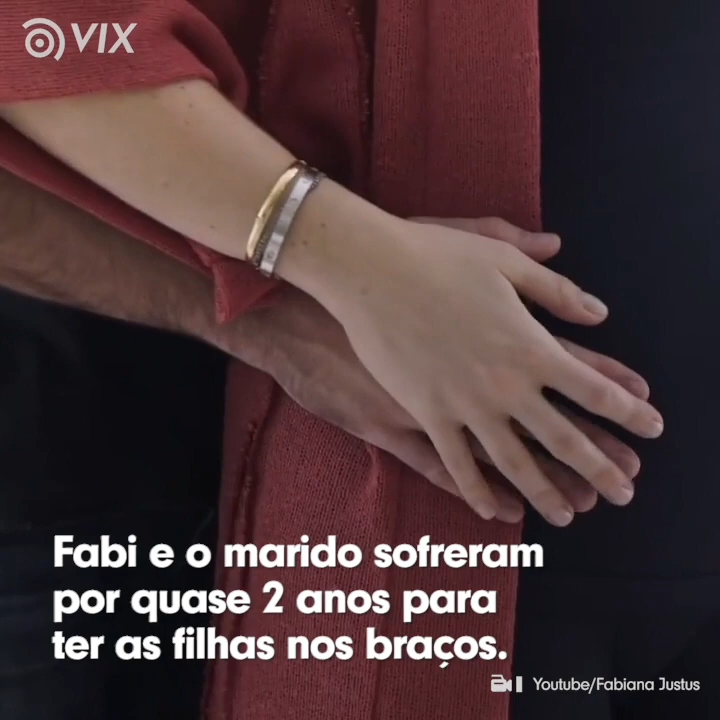 VIX
Fabi e o marido sofreram
por quase 2 anos para
ter as filhas nos braços.
Youtube/Fabiana Justus